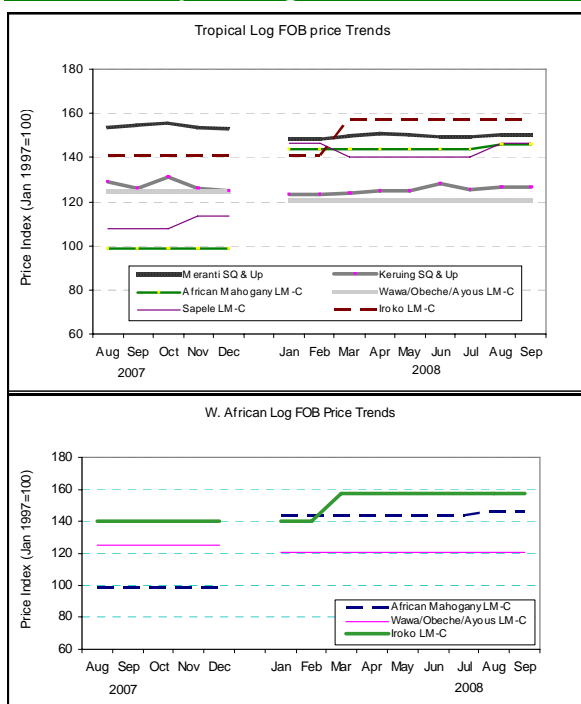 Tropical Log FOB price Trends
180
160
140
120
100
80
60
Price Index (Jan 1997=100)
Meranti SQ & Up
Keruing SQ & Up
African Mahogany LM-C
Wawa/Obeche/Ayous LM-C
Sapele LM-C
Iroko LM-C
Aug Sep Oct Nov Dec Jan Feb Mar Apr May Jun Jul Aug Sep
2007 2008
W. African Log FOB Price Trends
180
160
140
120
100
80
60
Price Index (Jan 1997=100)
African Mahogany LM-C
Wawa/Obeche/Ayous LM-C
Iroko LM-C
Aug Sep Oct Nov Dec Jan Feb Mar Apr May Jun Jul Aug Sep
2007 2008